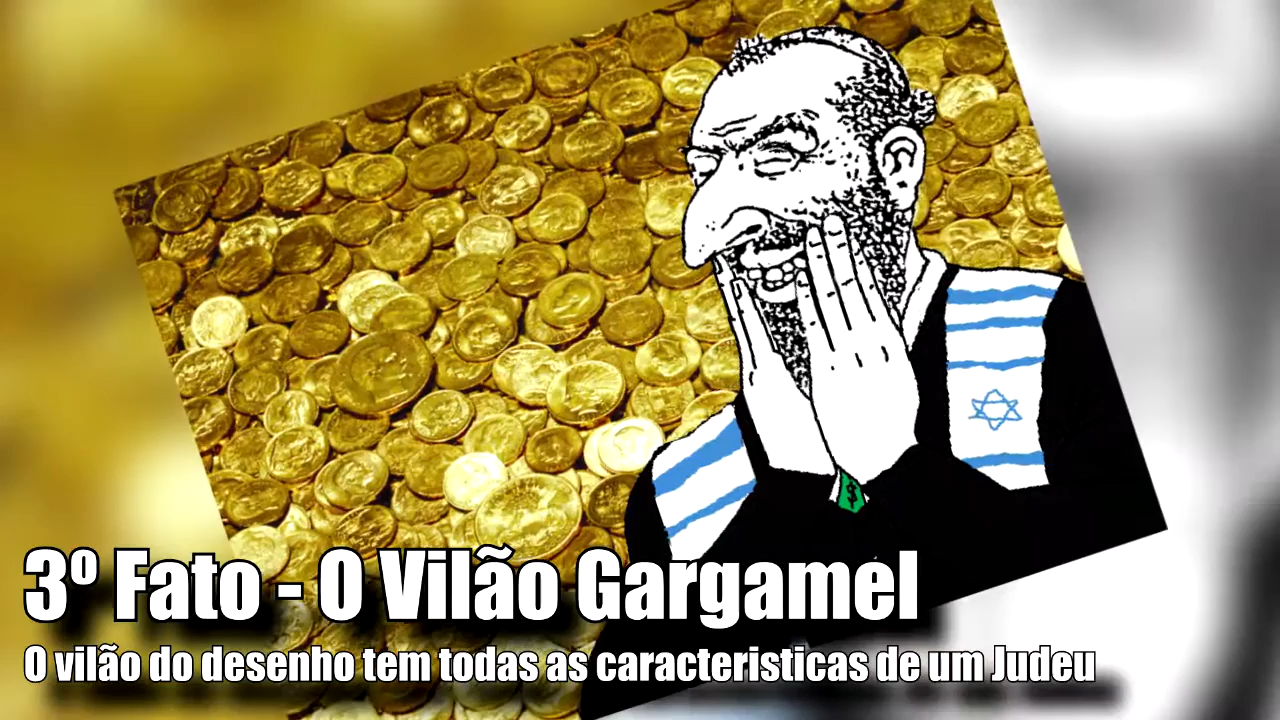 3º Fato - O Vilão Gargamel
O vilão do desenho tem todas as caracteristicas de um Judeu